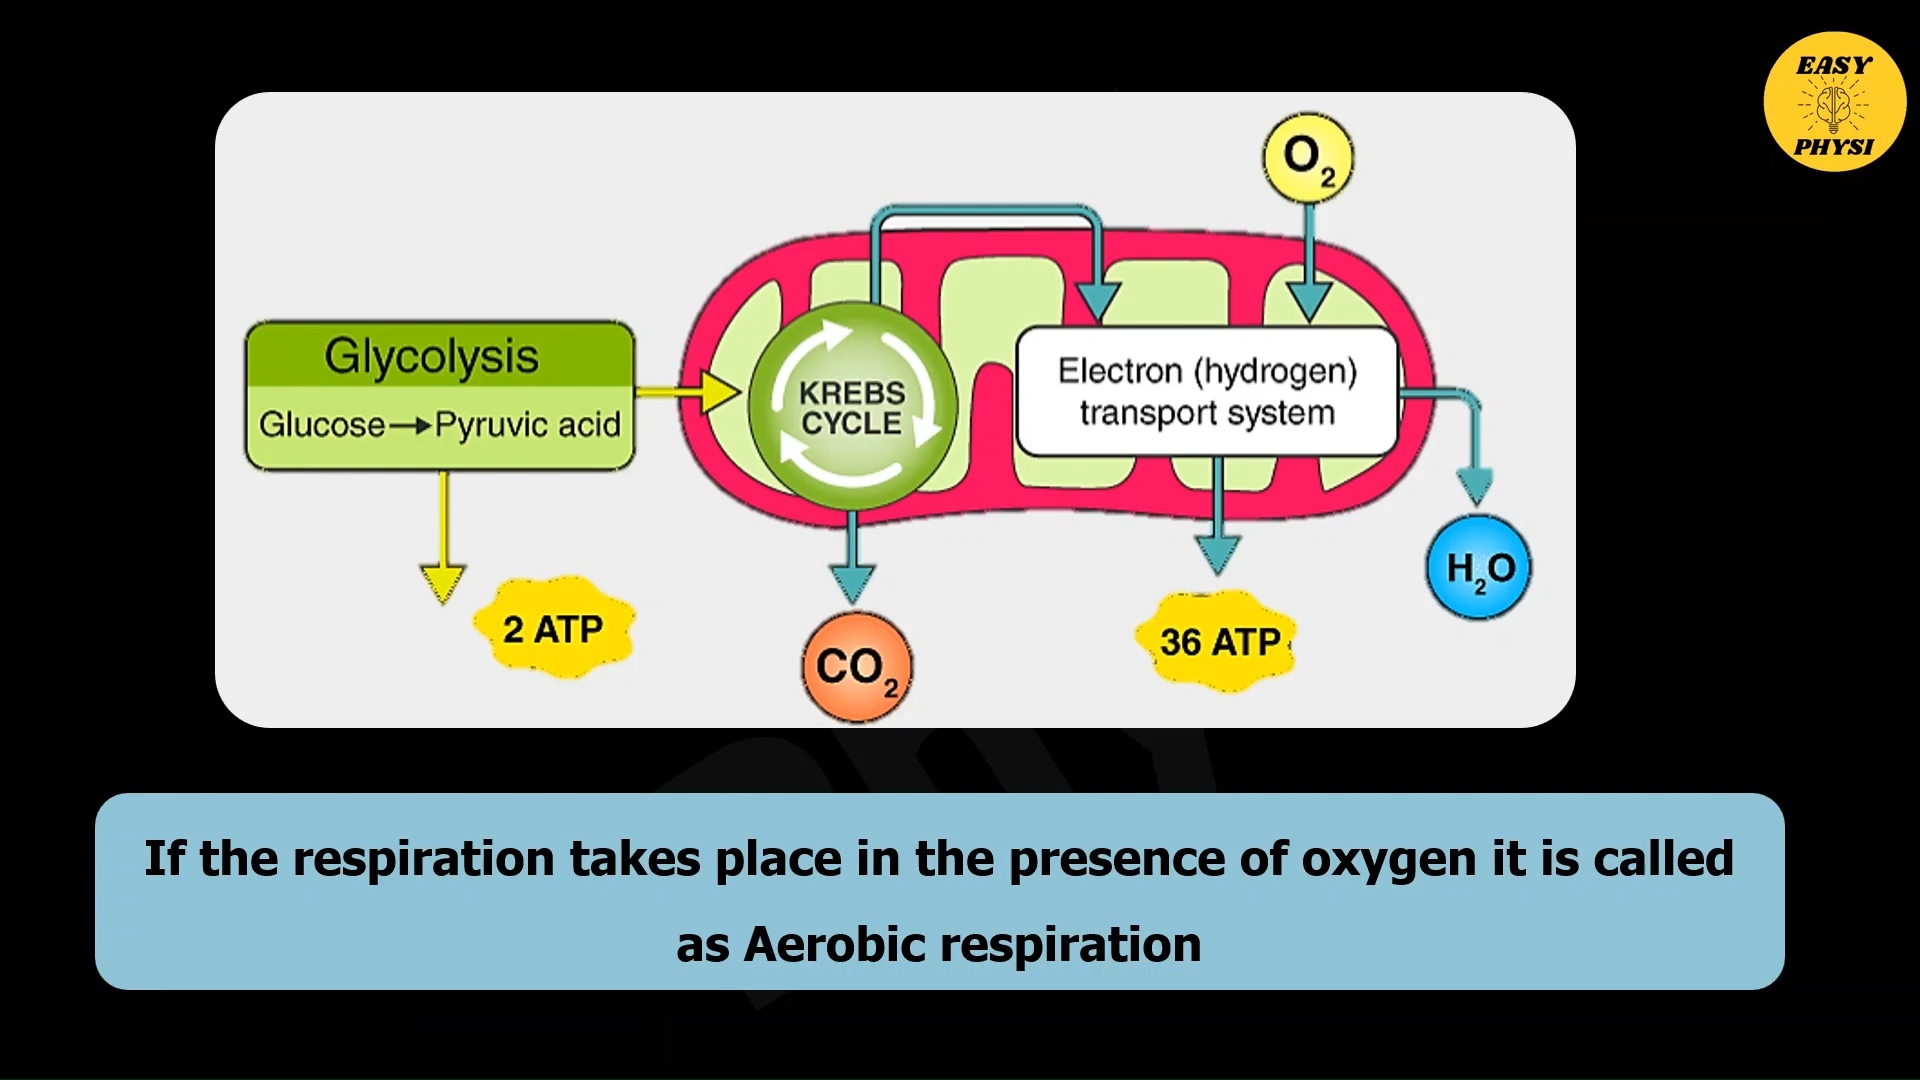 EASY
PHYSI
O₂
Glycolysis
Glucose→Pyruvic acid
KREBS
CYCLE
Electron (hydrogen)
transport system
2 ATP
CO₂
36 ATP
H₂O
If the respiration takes place in the presence of oxygen it is called
as Aerobic respiration